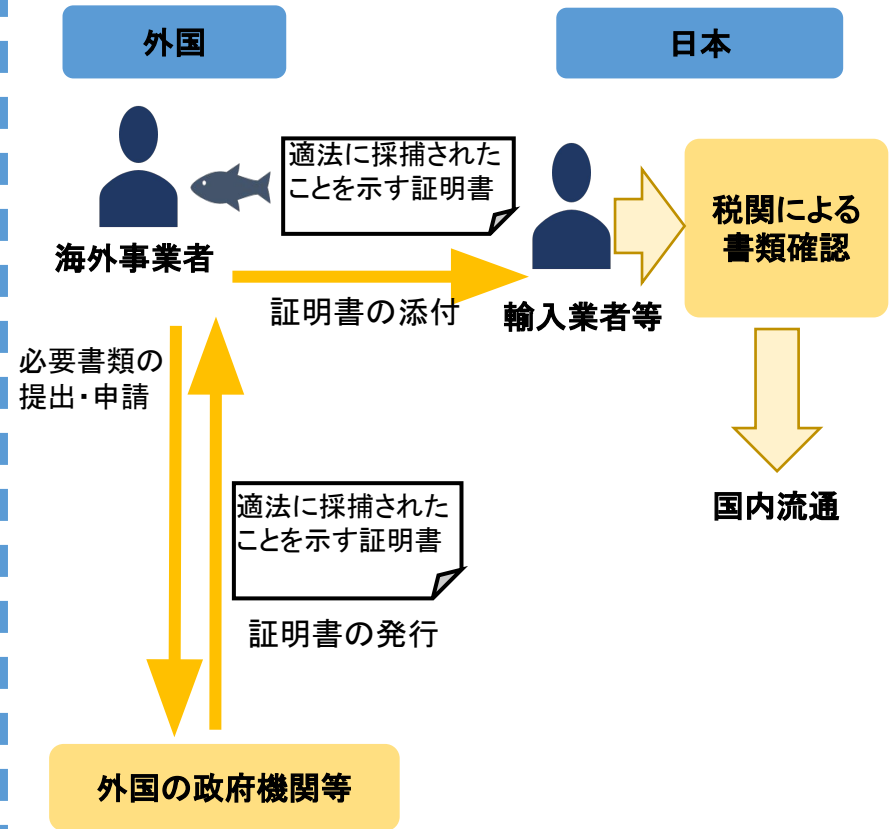 外国
日本
適法に採捕された
ことを示す証明書
税関による
書類確認
海外事業者
証明書の添付
輸入業者等
必要書類の
提出・申請
適法に採捕された
ことを示す証明書
国内流通
証明書の発行
外国の政府機関等